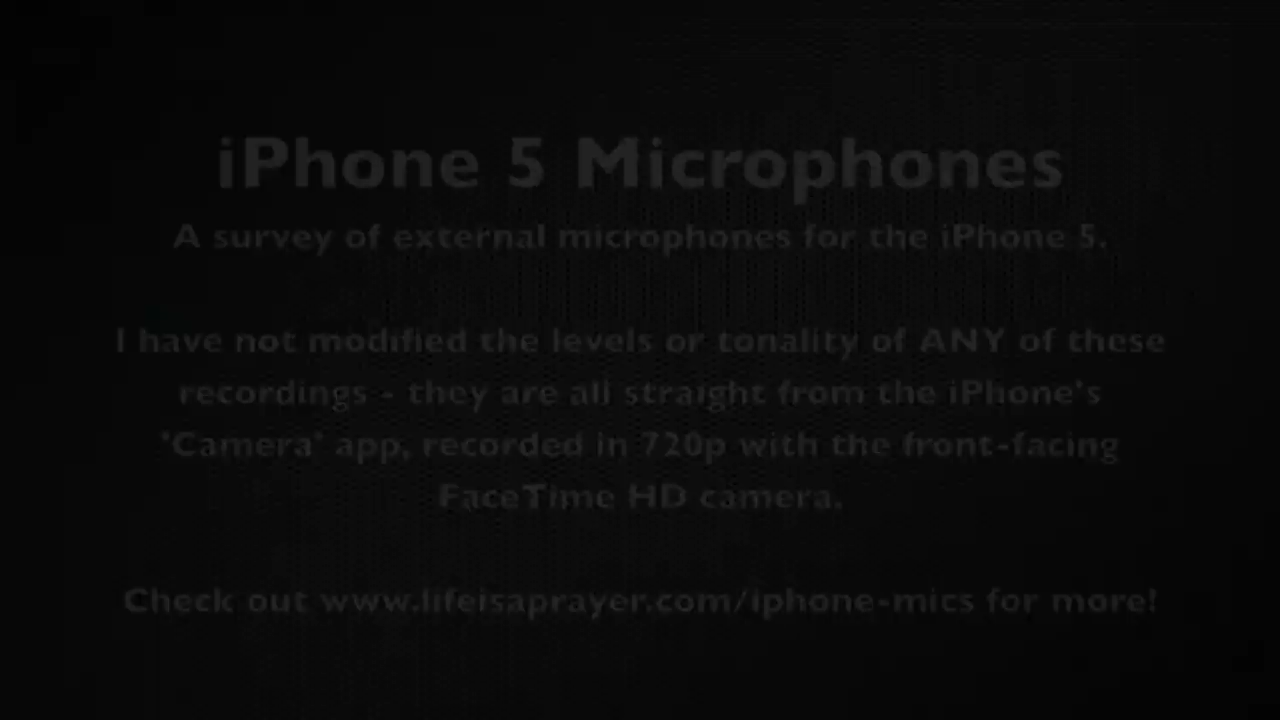 iPhone 5 Microphones
A survey of external microphones for the iPhone 5.
I have not modified the levels or tonality of ANY of these
recordings - they are all straight from the iPhone's
'Camera' app, recorded in 720p with the front-facing
FaceTime HD camera.
Check out www.lifeisaprayer.com/iphone-mics for more!